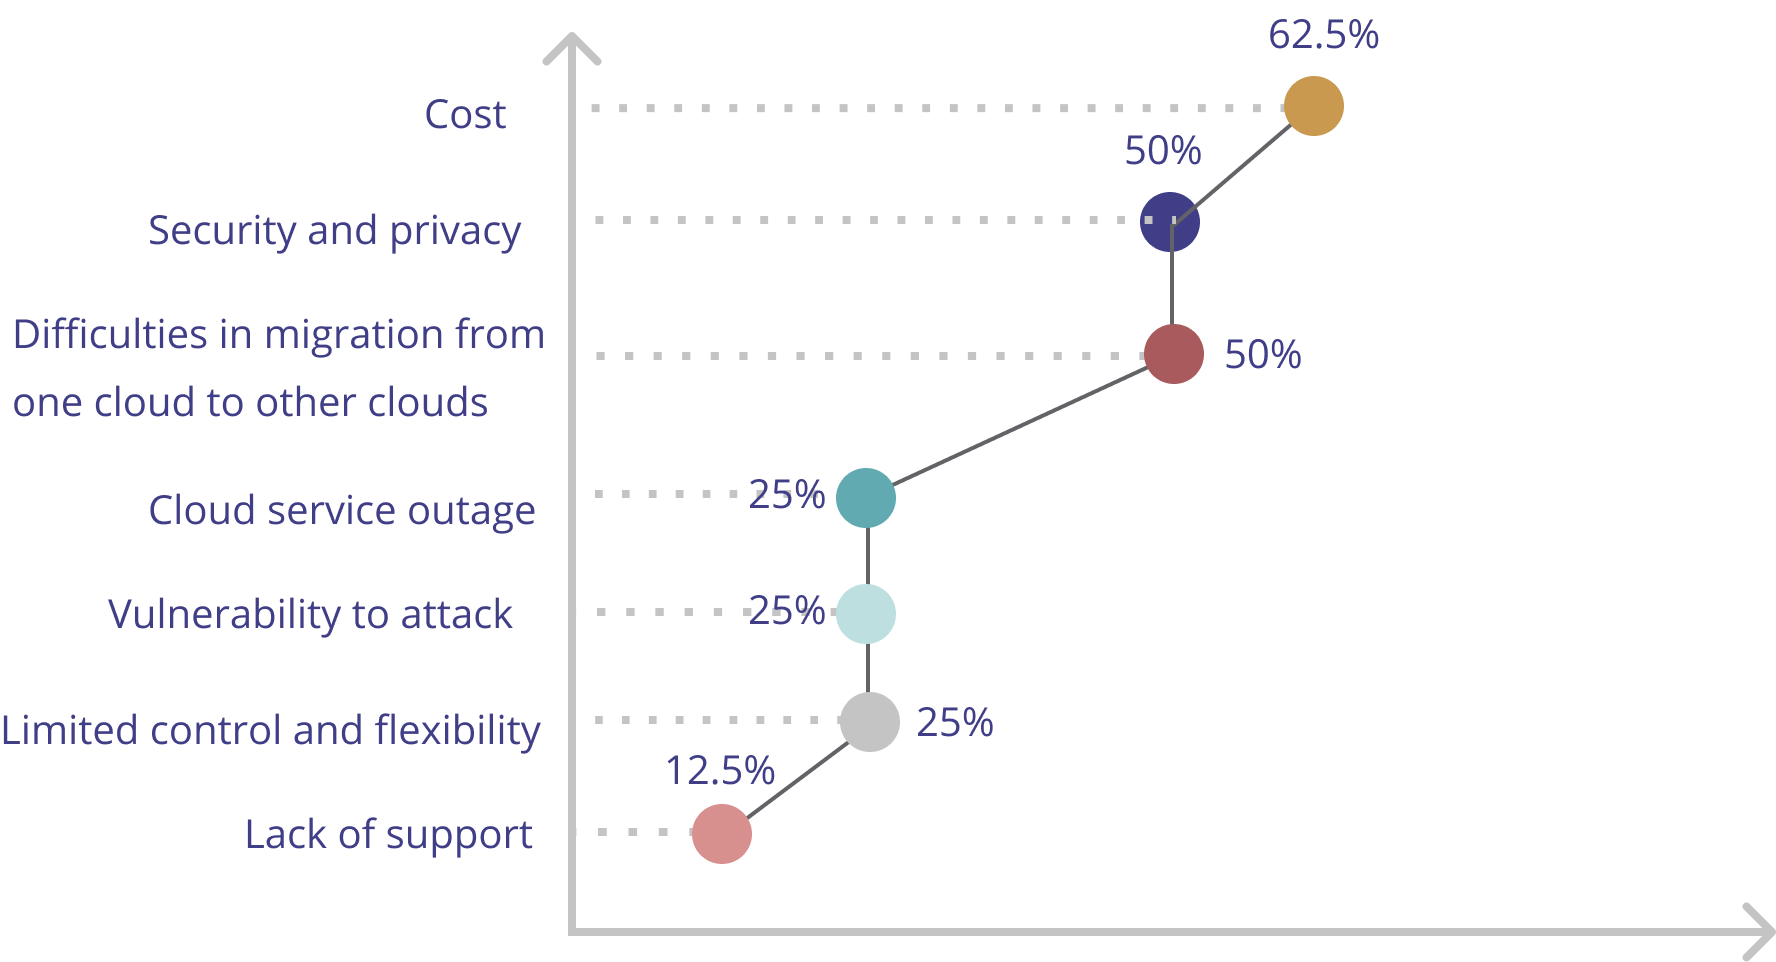 62.5%
Cost
50%
Security and privacy
Difficulties in migration from
one cloud to other clouds
50%
25%
Cloud service outage
25%
Vulnerability to attack
Limited control and flexibility
25%
12.5%
Lack of support